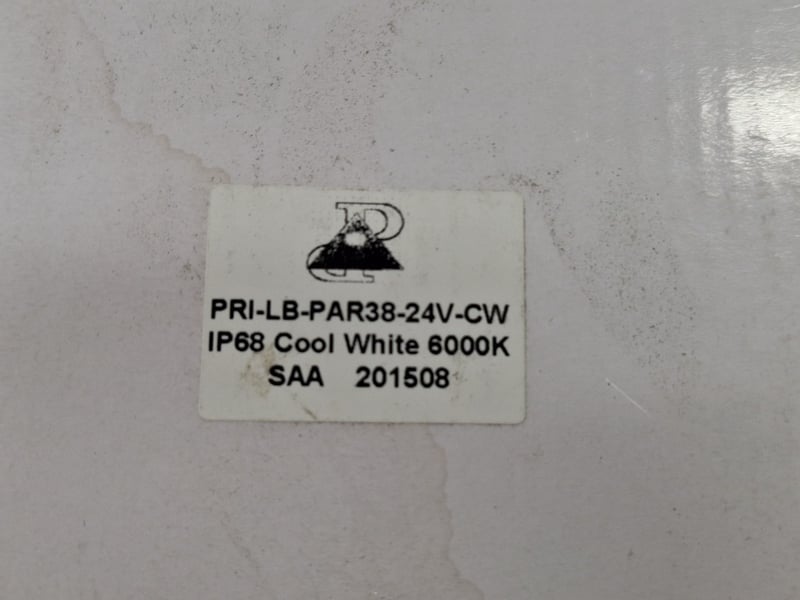 PRI-LB-PAR38-24V-CW
IP68 Cool White 6000K
SAA 201508